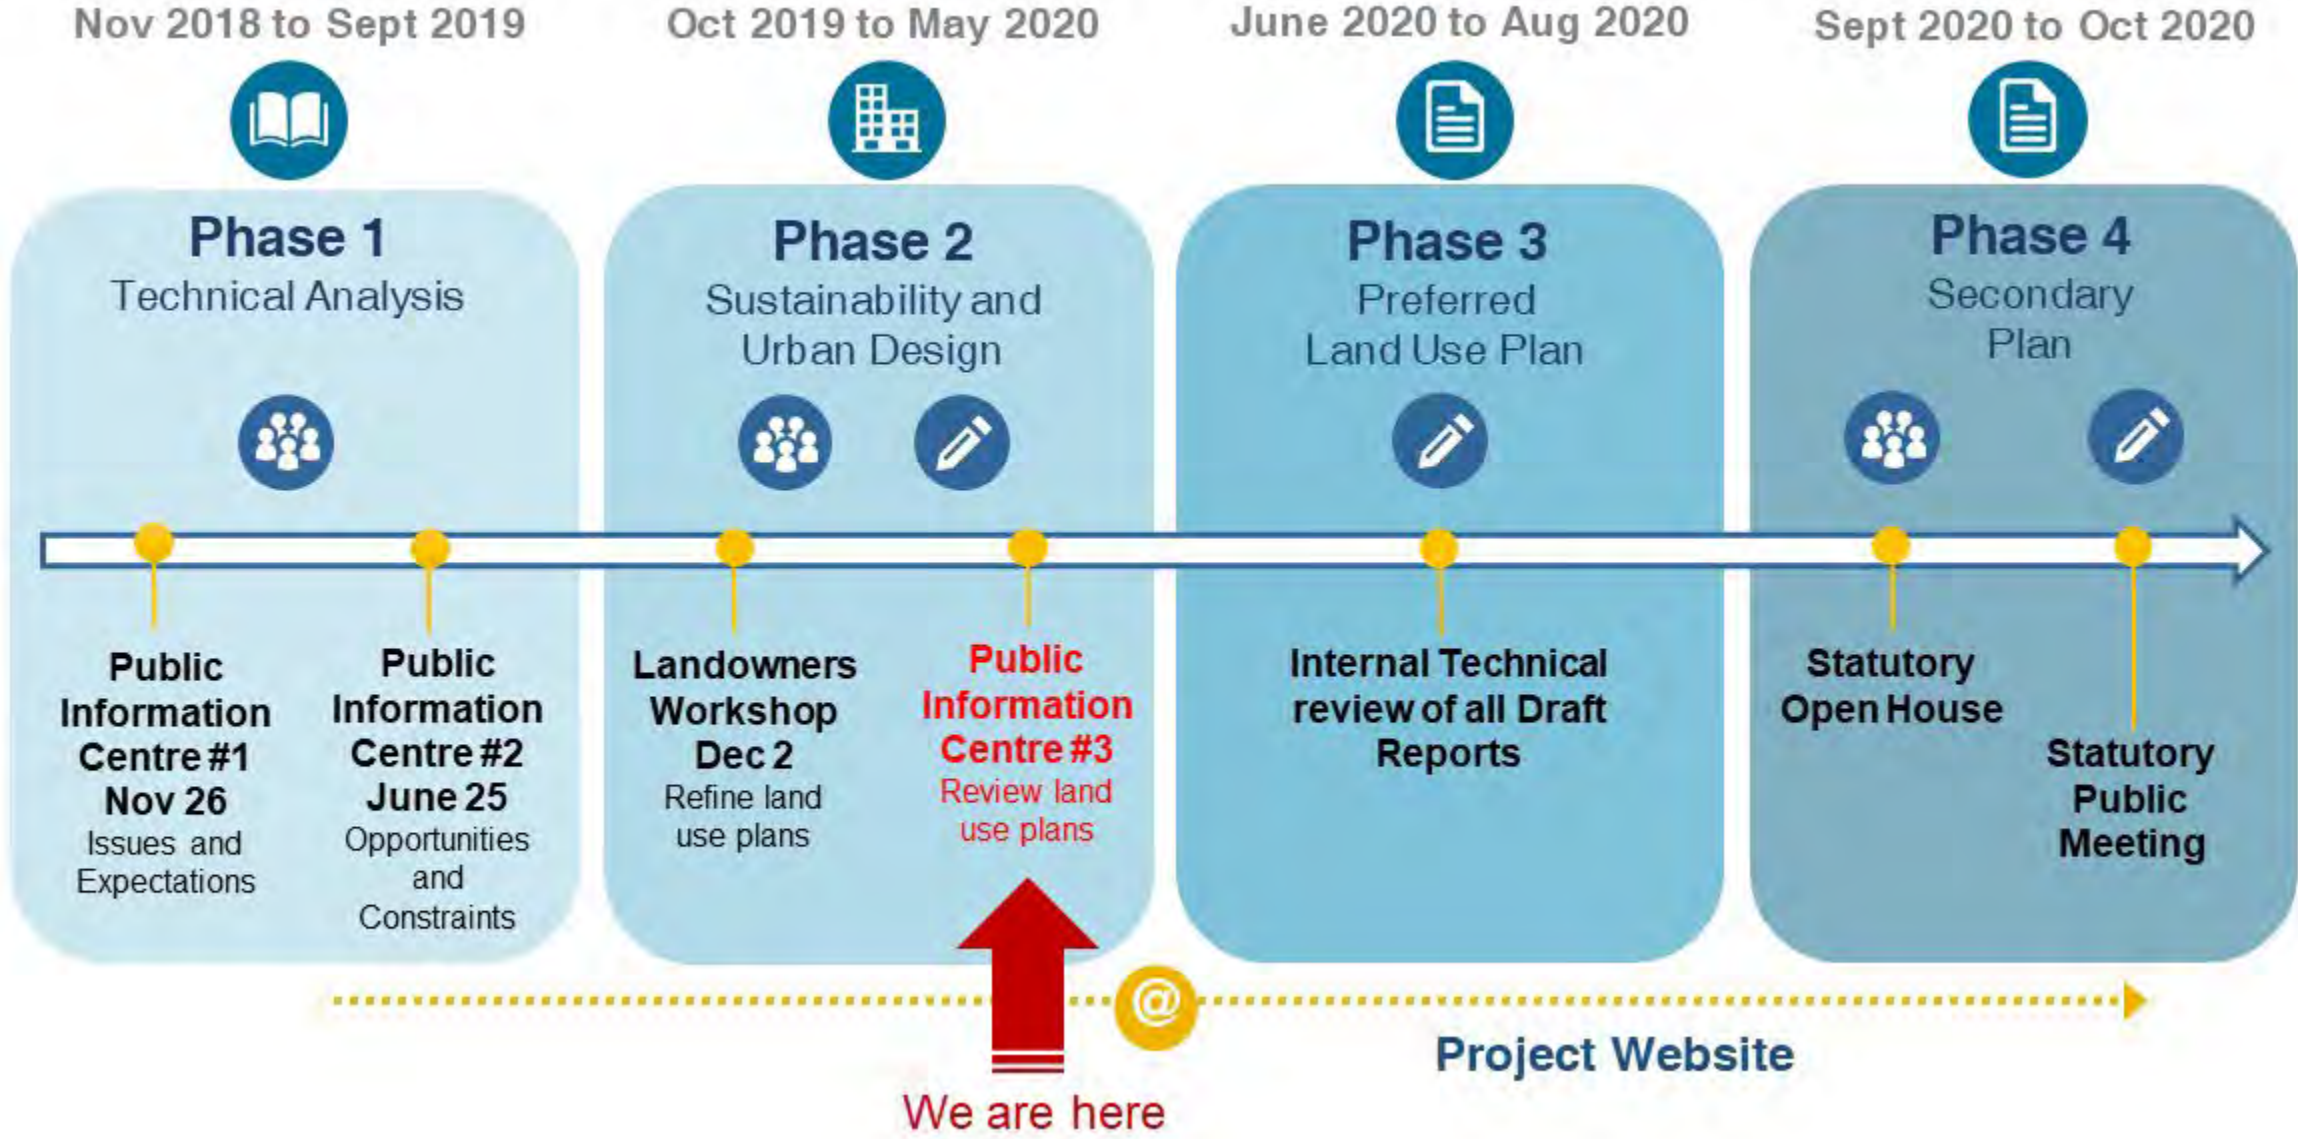 Nov 2018 to Sept 2019
Oct 2019 to May 2020
June 2020 to Aug 2020
Sept 2020 to Oct 2020
Phase 1
Technical Analysis
Phase 2
Sustainability and
Urban Design
Phase 3
Preferred
Land Use Plan
Phase 4
Secondary
Plan
Public
Information
Centre #1
Nov 26
Issues and
Expectations
Public
Information
Centre #2
June 25
Opportunities
and
Constraints
Landowners
Workshop
Dec 2
Refine land
use plans
Public
Information
Centre #3
Review land
use plans
Internal Technical
review of all Draft
Reports
Statutory
Open House
Statutory
Public
Meeting
@
Project Website
We are here